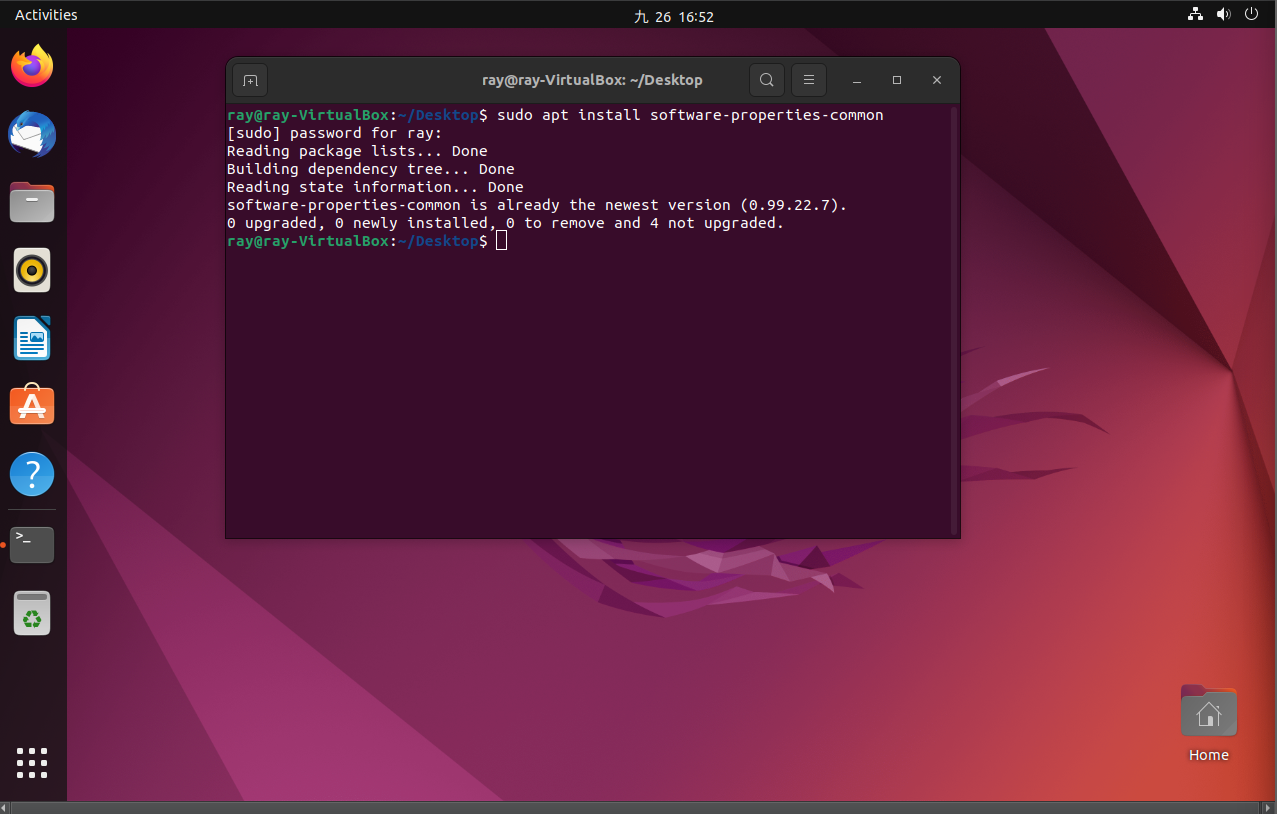 Activities
九 26 16:52
ray@ray-VirtualBox: ~/Desktop
ray@ray-VirtualBox:~/Desktop$ sudo apt install software-properties-common
[sudo] password for ray:
Reading package lists... Done
Building dependency tree... Done
Reading state information... Done
software-properties-common is already the newest version (0.99.22.7).
0 upgraded, 0 newly installed, 0 to remove and 4 not upgraded.
ray@ray-VirtualBox:~/Desktop$
Home